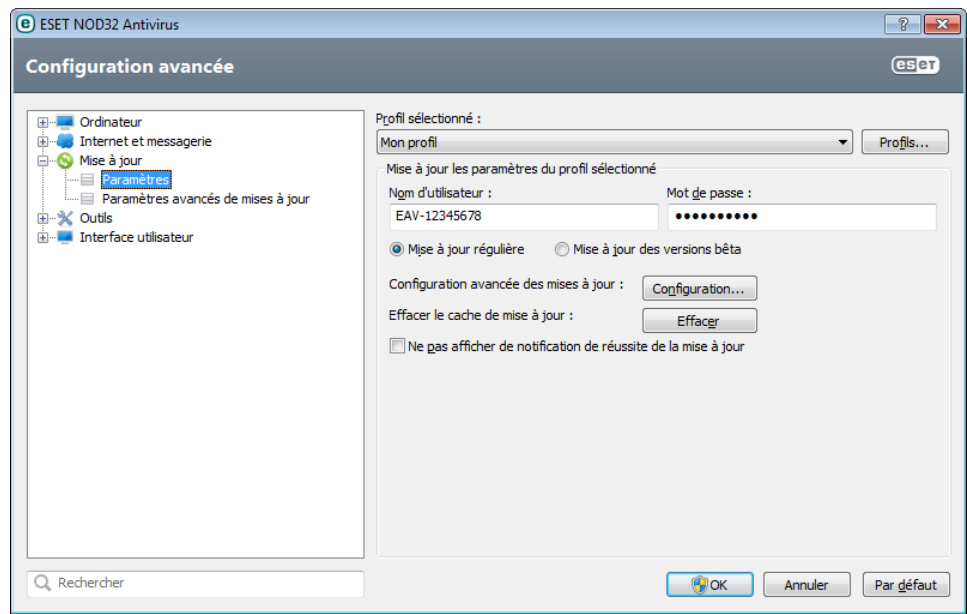 ESET NOD32 Antivirus
Configuration avancée
eset
Ordinateur
Internet et messagerie
Mise à jour
Paramètres
Paramètres avancés de mises à jour
Outils
Interface utilisateur
Profil sélectionné :
Mon profil
Profils...
Mise à jour les paramètres du profil sélectionné
Nom d'utilisateur : Mot de passe :
EAV-12345678 ••••••••••
Mise à jour régulière Mise à jour des versions bêta
Configuration avancée des mises à jour : Configuration...
Effacer le cache de mise à jour : Effacer
Ne pas afficher de notification de réussite de la mise à jour
Rechercher
OK Annuler Par défaut